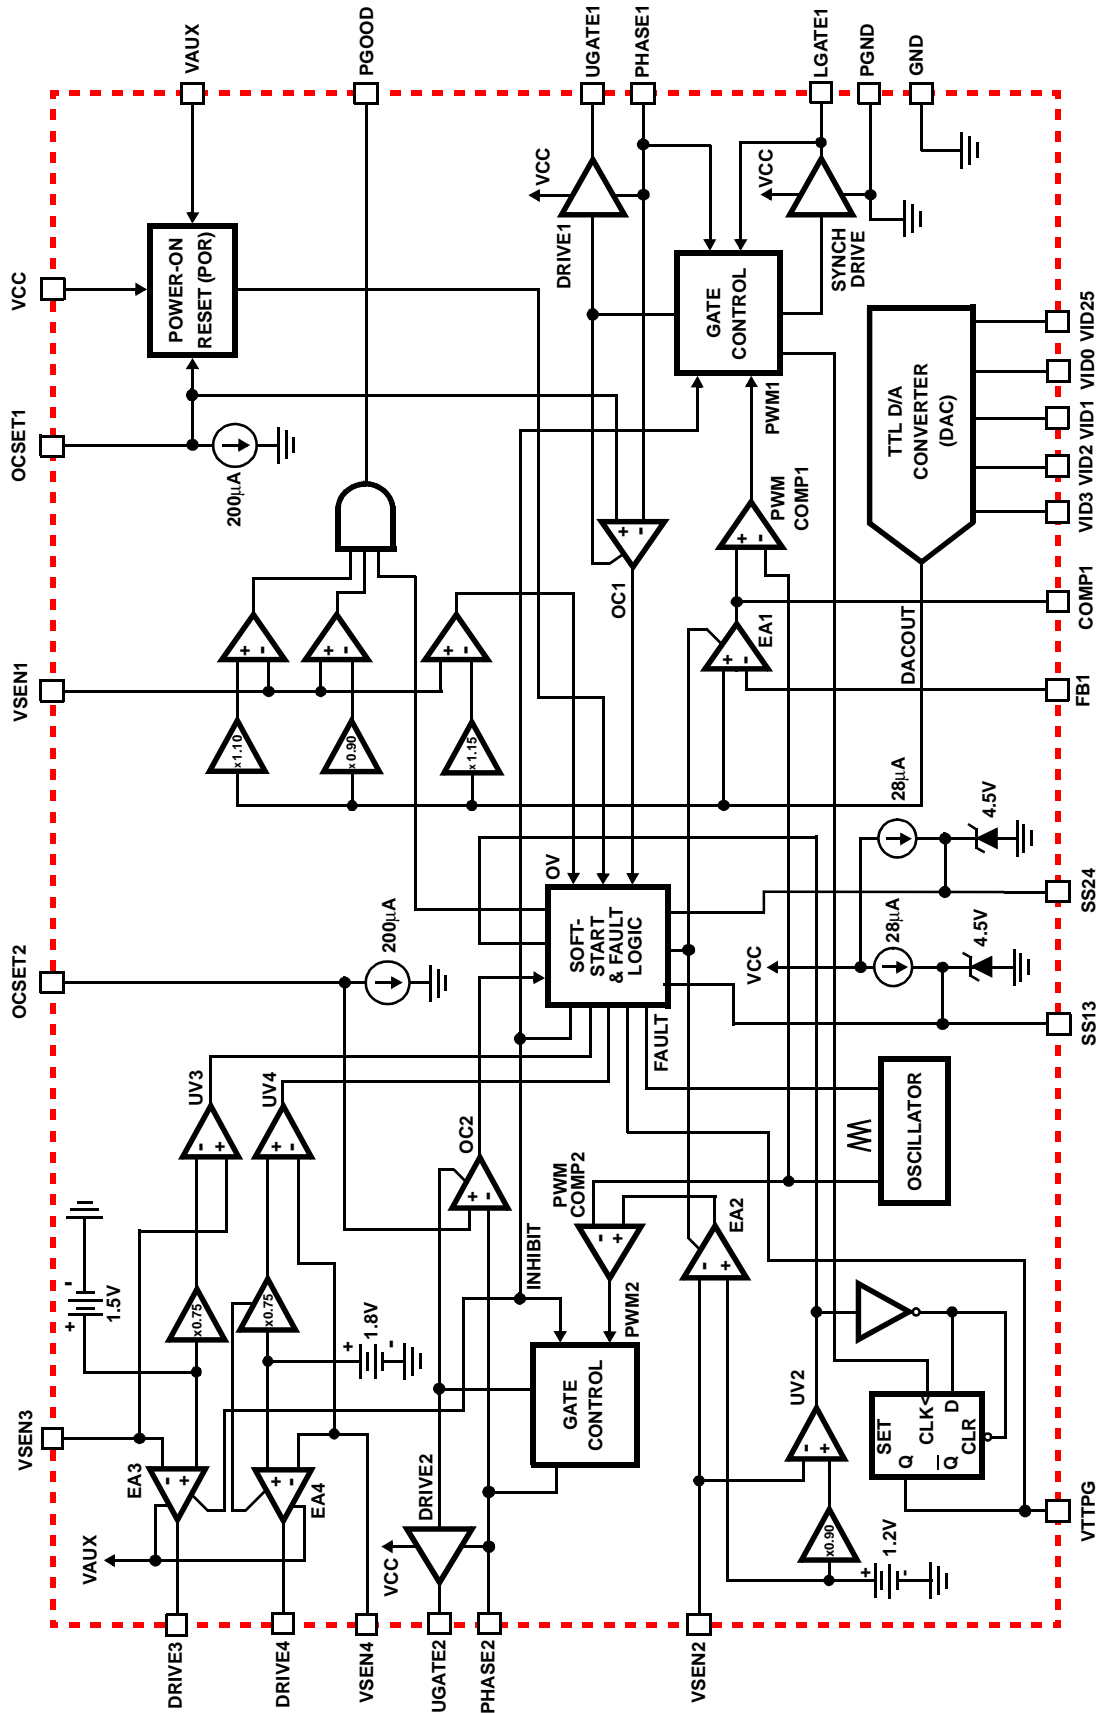 VCC
OCSET1
VSEN1
OCSET2
VSEN3
VAUX
PGOOD
UGATE1
PHASE1
LGATE1
PGND
GND
POWER-ON
RESET (POR)
200µA
VCC
DRIVE1
VCC
SYNCH
DRIVE
GATE
CONTROL
PWM1
PWM
COMP1
+
-
TTL D/A
CONVERTER
(DAC)
VID3
VID2
VID1
VID0
VID25
+
-
+
-
+
-
x 1.10
x 0.90
x 1.15
OC1
+
-
EA1
+
-
DACOUT
COMP1
FB1
OV
SOFT-
START
& FAULT
LOGIC
FAULT
200µA
VCC
28µA
28µA
4.5V
4.5V
SS24
SS13
OSCILLATOR
UV3
-
+
UV4
+
-
OC2
+
-
INHIBIT
PWM
COMP2
-
+
PWM2
EA2
-
+
GATE
CONTROL
x0.75
x0.75
+
-
1.5V
+
-
1.8V
EA3
-
+
EA4
+
-
VAUX
VCC
DRIVE2
UV2
-
+
x0.90
+
-
1.2V
SET
Q
CLK<
D
Q
CLR
VTTPG
DRIVE3
DRIVE4
VSEN4
UGATE2
PHASE2
VSEN2